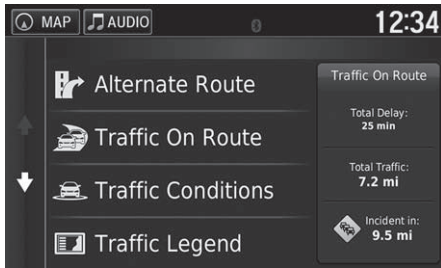 MAP
AUDIO
12:34
Alternate Route
Traffic On Route
Traffic Conditions
Traffic Legend
Traffic On Route
Total Delay:
25 min
Total Traffic:
7.2 mi
Incident in:
9.5 mi